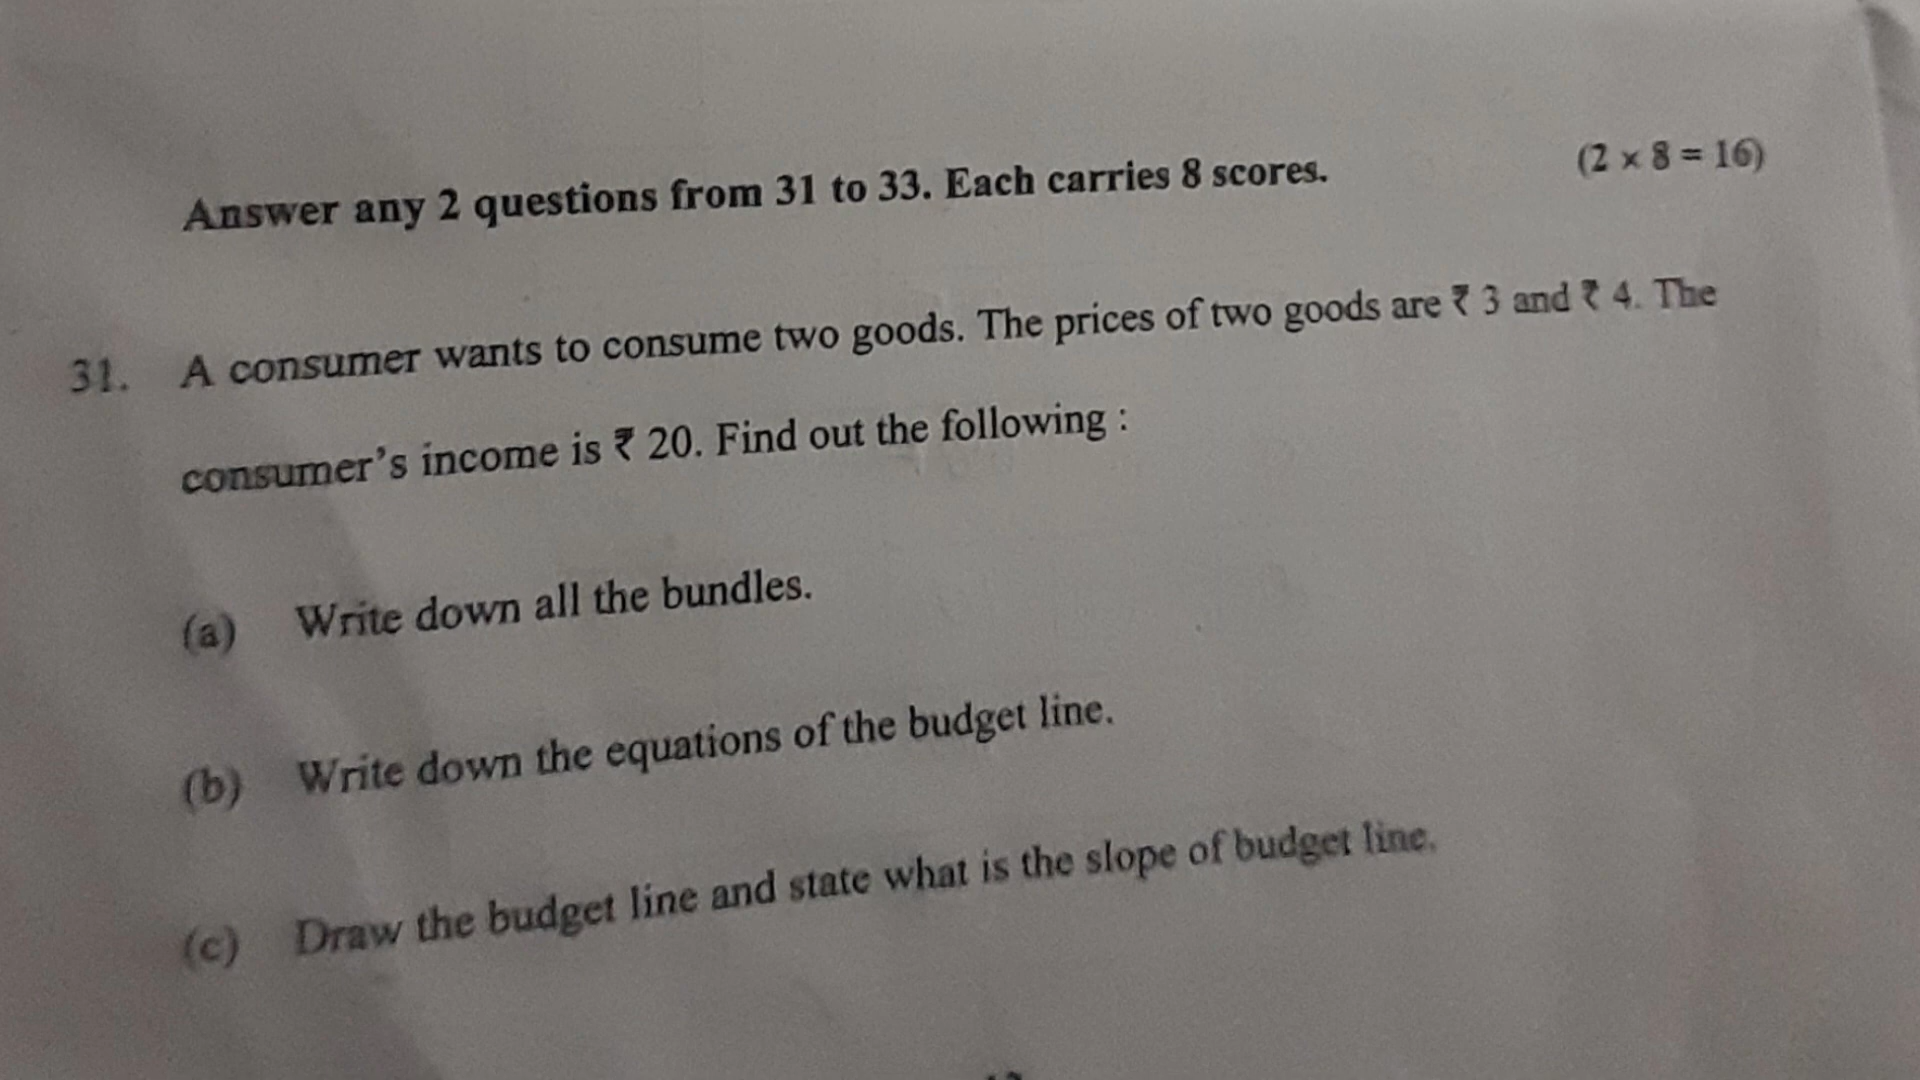 Answer any 2 questions from 31 to 33. Each carries 8 scores. (2 × 8 = 16)
31. A consumer wants to consume two goods. The prices of two goods are ₹ 3 and ₹ 4. The
consumer's income is ₹ 20. Find out the following :
(a) Write down all the bundles.
(b) Write down the equations of the budget line.
(c) Draw the budget line and state what is the slope of budget line.